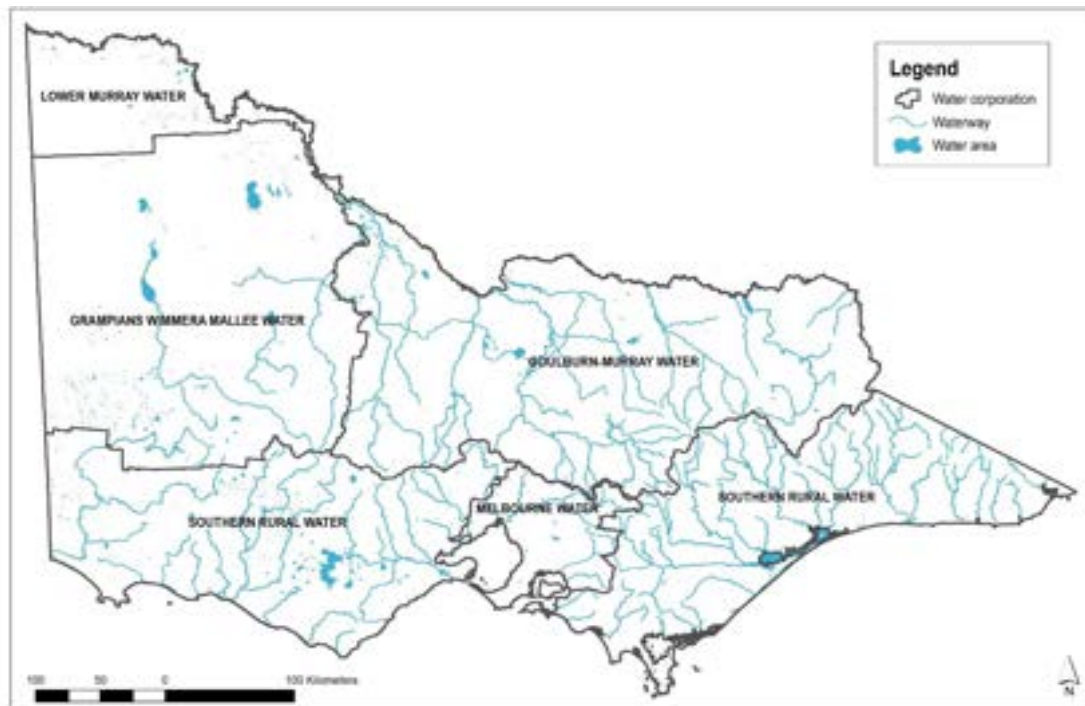 Legend
Water corporation
Waterway
Water area
LOWER MURRAY WATER
GRAMPIANS WIMMERA MALLEE WATER
GOULBURN-MURRAY WATER
SOUTHERN RURAL WATER
MELBOURNE WATER
SOUTHERN RURAL WATER
100 50 0 100 Kilometers
N